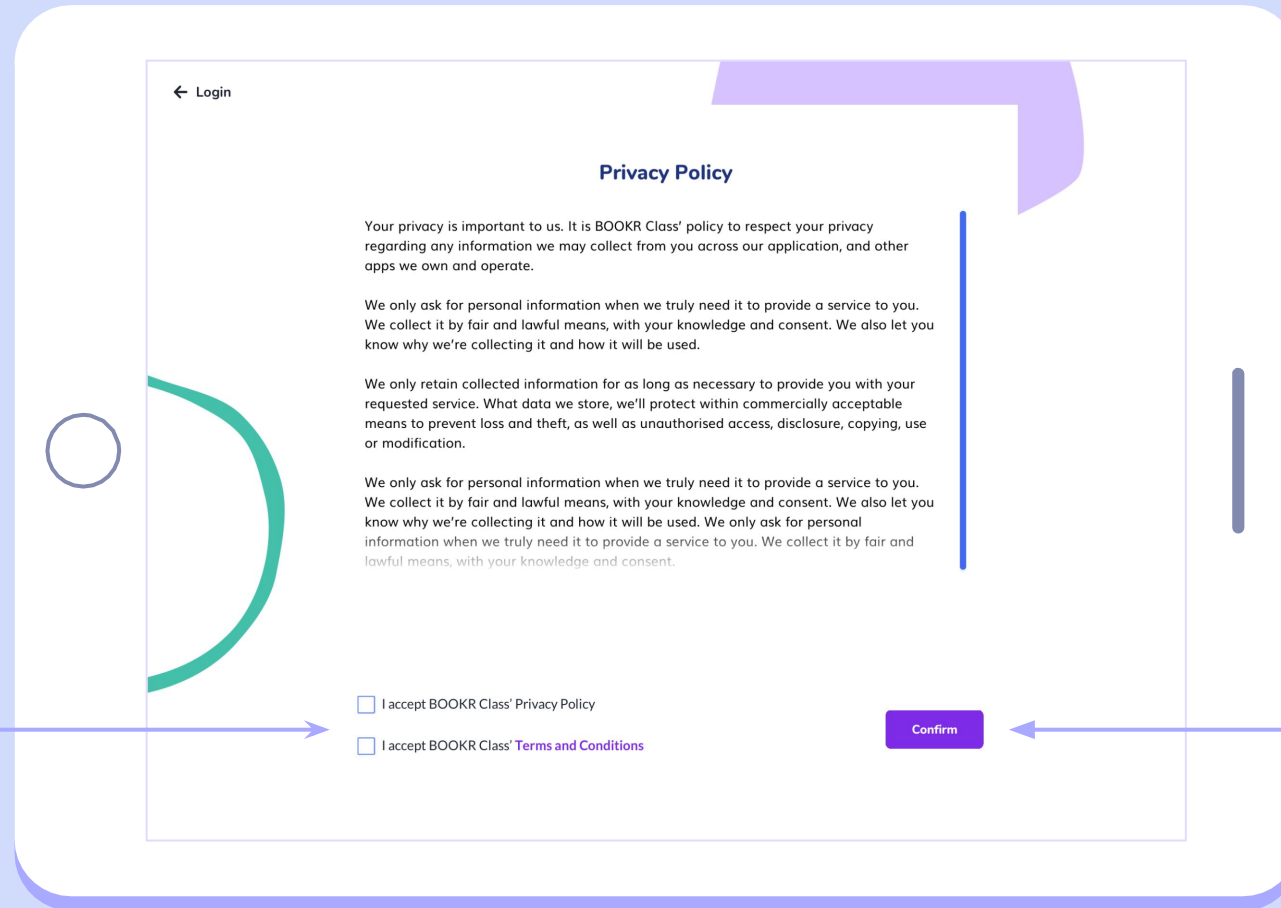 ← Login
Privacy Policy
Your privacy is important to us. It is BOOKR Class' policy to respect your privacy
regarding any information we may collect from you across our application, and other
apps we own and operate.
We only ask for personal information when we truly need it to provide a service to you.
We collect it by fair and lawful means, with your knowledge and consent. We also let you
know why we're collecting it and how it will be used.
We only retain collected information for as long as necessary to provide you with your
requested service. What data we store, we'll protect within commercially acceptable
means to prevent loss and theft, as well as unauthorised access, disclosure, copying, use
or modification.
We only ask for personal information when we truly need it to provide a service to you.
We collect it by fair and lawful means, with your knowledge and consent. We also let you
know why we're collecting it and how it will be used. We only ask for personal
information when we truly need it to provide a service to you. We collect it by fair and
lawful means, with your knowledge and consent.
I accept BOOKR Class' Privacy Policy
I accept BOOKR Class' Terms and Conditions
Confirm